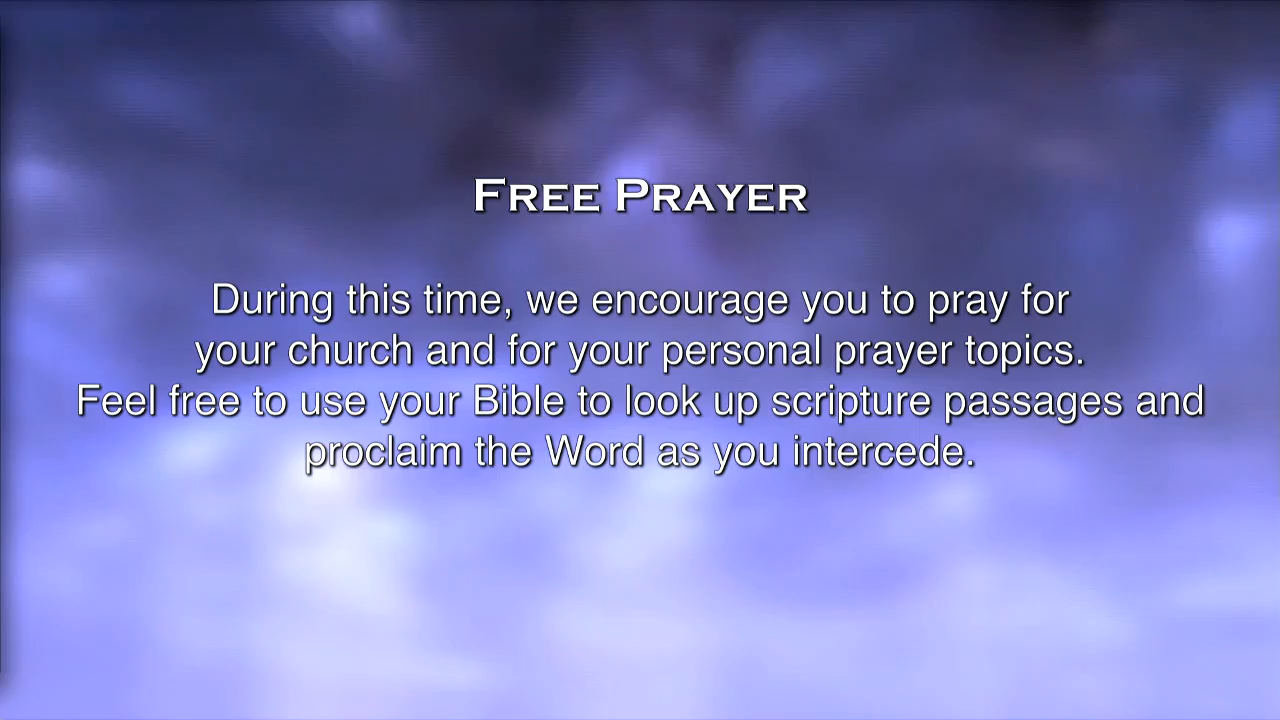 Free Prayer
During this time, we encourage you to pray for
your church and for your personal prayer topics.
Feel free to use your Bible to look up scripture passages and
proclaim the Word as you intercede.